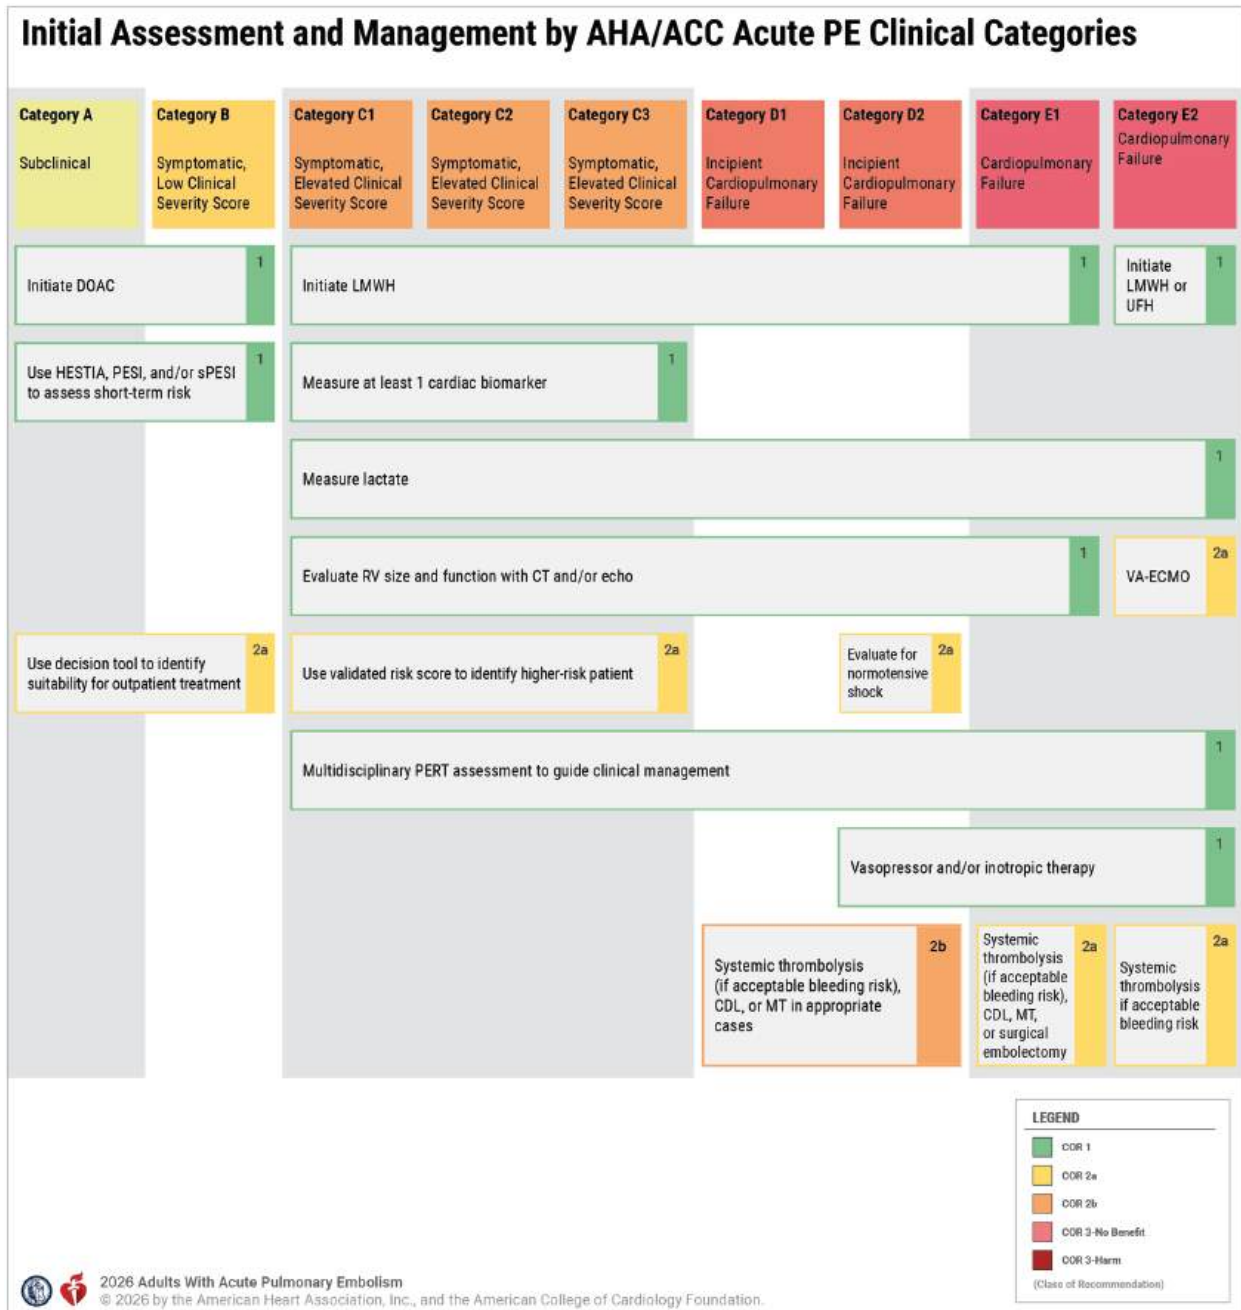 Initial Assessment and Management by AHA/ACC Acute PE Clinical Categories
Category A
Subclinical
Category B
Symptomatic,
Low Clinical
Severity Score
Category C1
Symptomatic,
Elevated Clinical
Severity Score
Category C2
Symptomatic,
Elevated Clinical
Severity Score
Category C3
Symptomatic,
Elevated Clinical
Severity Score
Category D1
Incipient
Cardiopulmonary
Failure
Category D2
Incipient
Cardiopulmonary
Failure
Category E1
Cardiopulmonary
Failure
Category E2
Cardiopulmonary
Failure
Initiate DOAC
1
Initiate LMWH
1
Initiate
LMWH or
UFH
1
Use HESTIA, PESI, and/or sPESI
to assess short-term risk
1
Measure at least 1 cardiac biomarker
1
Measure lactate
1
Evaluate RV size and function with CT and/or echo
1
VA-ECMO
2a
Use decision tool to identify
suitability for outpatient treatment
2a
Use validated risk score to identify higher-risk patient
2a
Evaluate for
normotensive
shock
2a
Multidisciplinary PERT assessment to guide clinical management
1
Vasopressor and/or inotropic therapy
1
Systemic thrombolysis
(if acceptable bleeding risk),
CDL, or MT in appropriate
cases
2b
Systemic
thrombolysis
(if acceptable
bleeding risk),
CDL, MT,
or surgical
embolectomy
2a
Systemic
thrombolysis
if acceptable
bleeding risk
2a
LEGEND
COR 1
COR 2a
COR 2b
COR 3-No Benefit
COR 3-Harm
(Class of Recommendation)
2026 Adults With Acute Pulmonary Embolism
© 2026 by the American Heart Association, Inc., and the American College of Cardiology Foundation.